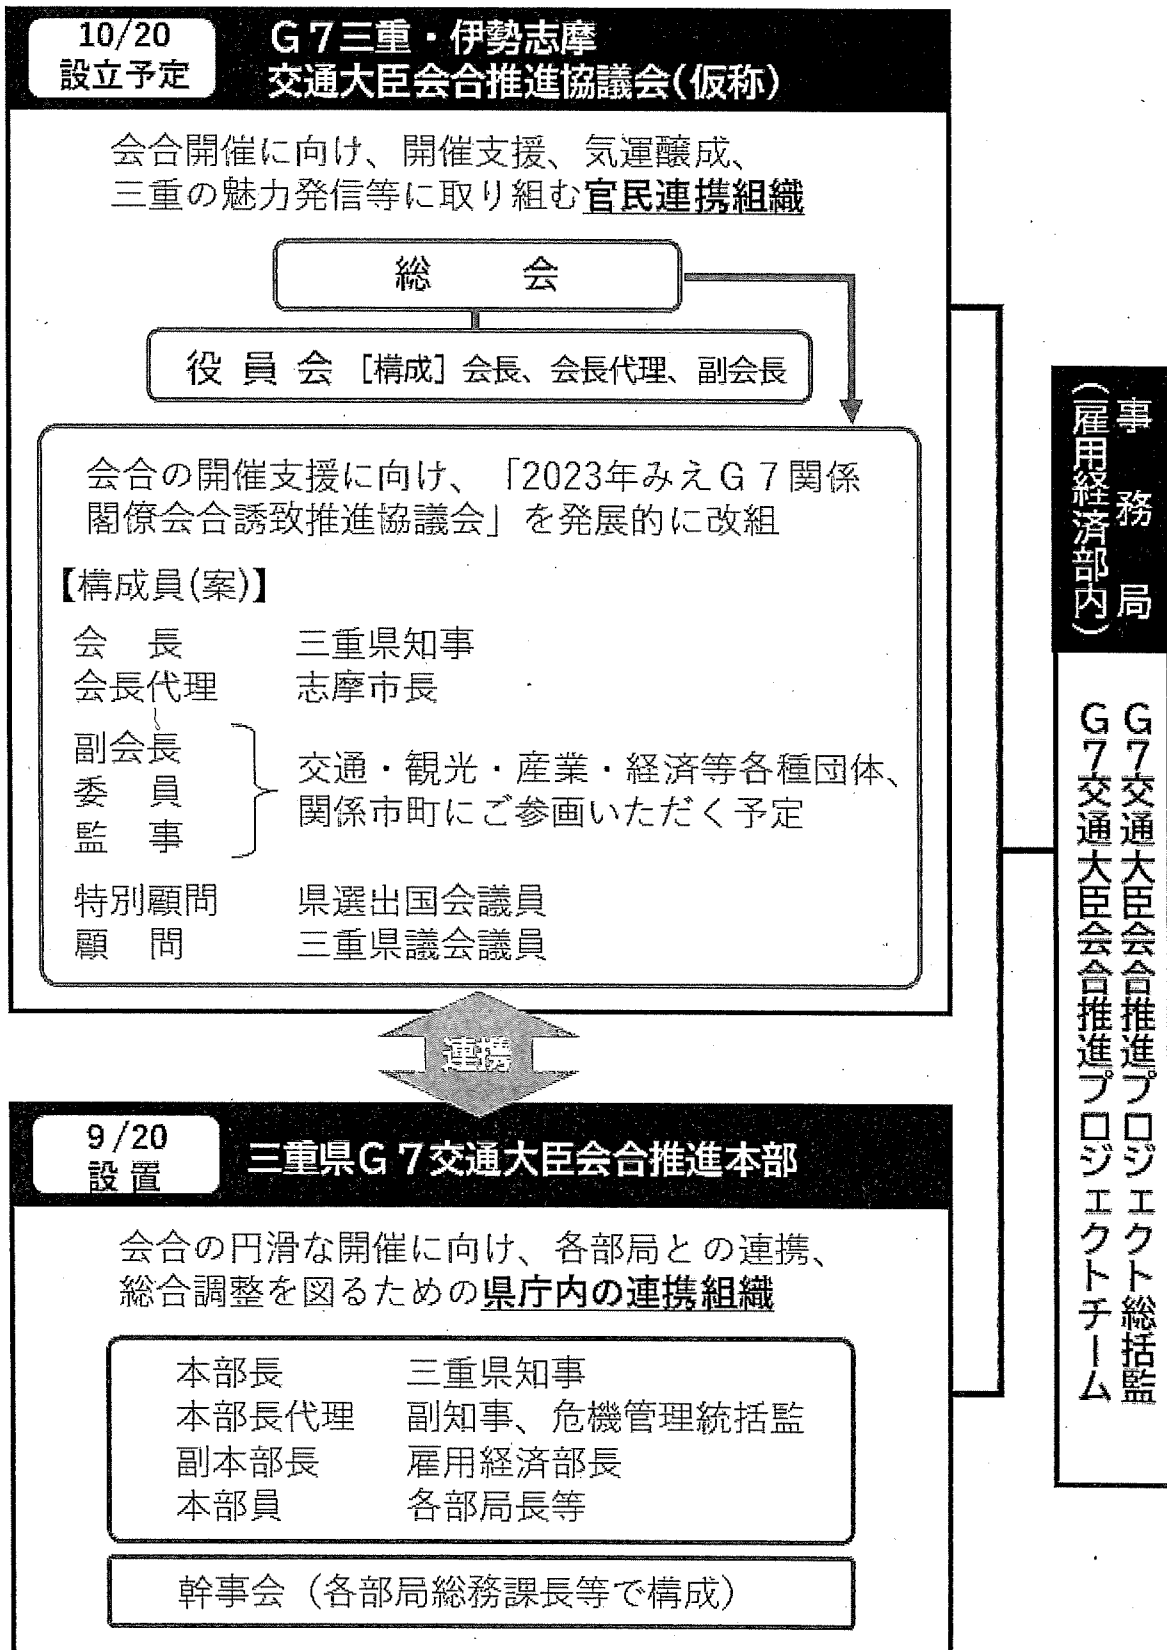 10/20
設立予定
G7三重・伊勢志摩
交通大臣会合推進協議会(仮称)
会合開催に向け、開催支援、気運醸成、
三重の魅力発信等に取り組む官民連携組織
総会
役員会 [構成] 会長、会長代理、副会長
会合の開催支援に向け、「2023年みえG7関係
閣僚会合誘致推進協議会」を発展的に改組
【構成員(案)】
会長 三重県知事
会長代理 志摩市長
副会長
委員
監事
交通・観光・産業・経済等各種団体、
関係市町にご参画いただく予定
特別顧問 県選出国会議員
顧問 三重県議会議員
連携
9/20
設置
三重県G7交通大臣会合推進本部
会合の円滑な開催に向け、各部局との連携、
総合調整を図るための県庁内の連携組織
本部長 三重県知事
本部長代理 副知事、危機管理統括監
副本部長 雇用経済部長
本部員 各部局長等
幹事会（各部局総務課長等で構成）
事務局
（雇用経済部内）
G7交通大臣会合推進プロジェクト総括監
G7交通大臣会合推進プロジェクトチーム